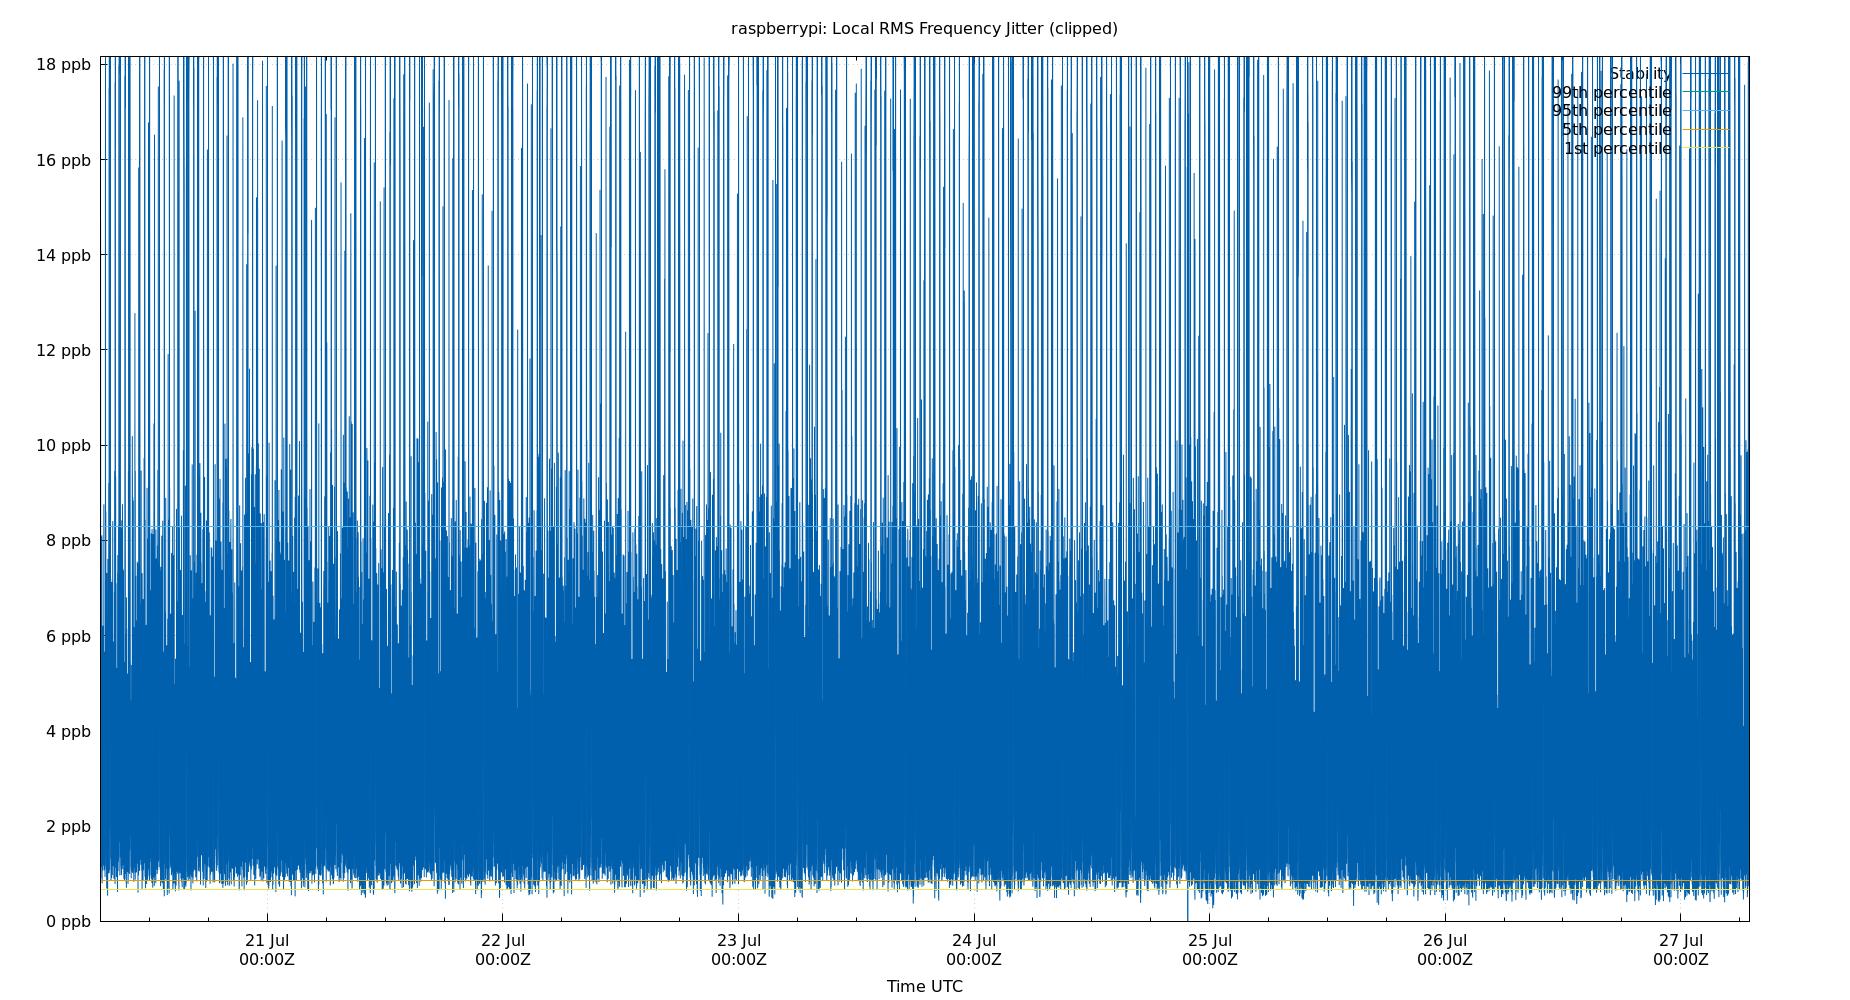 raspberrypi: Local RMS Frequency Jitter (clipped)
18 ppb
16 ppb
14 ppb
12 ppb
10 ppb
8 ppb
6 ppb
4 ppb
2 ppb
0 ppb
Stability
99th percentile
95th percentile
5th percentile
1st percentile
21 Jul
00:00Z
22 Jul
00:00Z
23 Jul
00:00Z
24 Jul
00:00Z
25 Jul
00:00Z
26 Jul
00:00Z
27 Jul
00:00Z
Time UTC